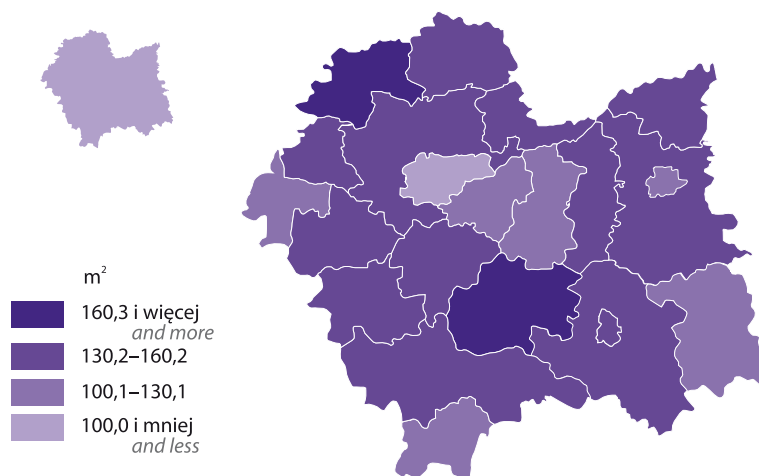 m²
160,3 i więcej
and more
130,2–160,2
100,1–130,1
100,0 i mniej
and less